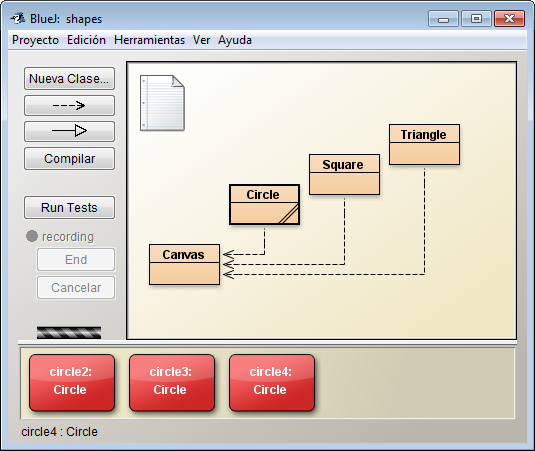 BlueJ: shapes
Proyecto Edición Herramientas Ver Ayuda
Nueva Clase...
Compilar
Run Tests
recording
End
Cancelar
Triangle
Square
Circle
Canvas
circle2:
Circle
circle3:
Circle
circle4:
Circle
circle4 : Circle